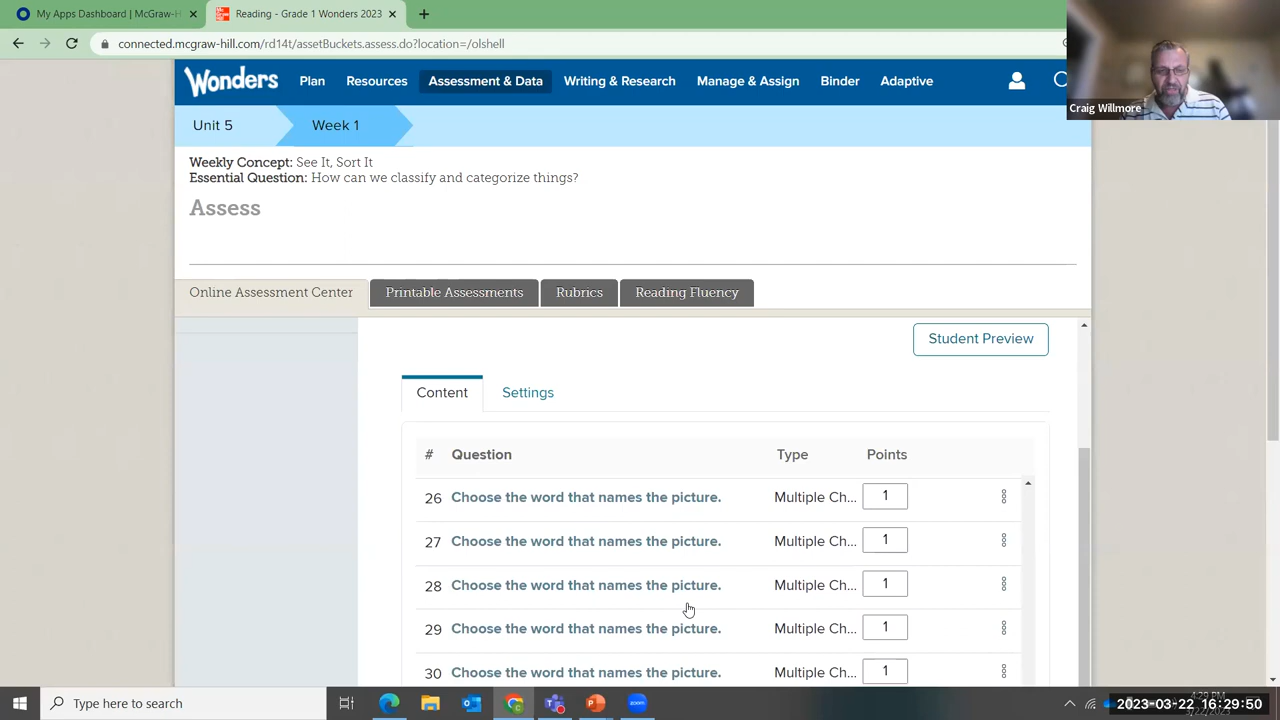 My Apps Dashboard | McGraw-H
Reading - Grade 1 Wonders 2023
connected.mcgraw-hill.com/rd14t/assetBuckets.assess.do?location=/olshell
Craig Willmore
Wonders Plan Resources Assessment & Data Writing & Research Manage & Assign Binder Adaptive
Unit 5 Week 1
Weekly Concept: See It, Sort It
Essential Question: How can we classify and categorize things?
Assess
Online Assessment Center Printable Assessments Rubrics Reading Fluency
Student Preview
Content Settings
# Question Type Points
26 Choose the word that names the picture. Multiple Ch... 1
27 Choose the word that names the picture. Multiple Ch... 1
28 Choose the word that names the picture. Multiple Ch... 1
29 Choose the word that names the picture. Multiple Ch... 1
30 Choose the word that names the picture. Multiple Ch... 1
Type here to search
zoom
4:29 PM
2023-03-22 16:29:50